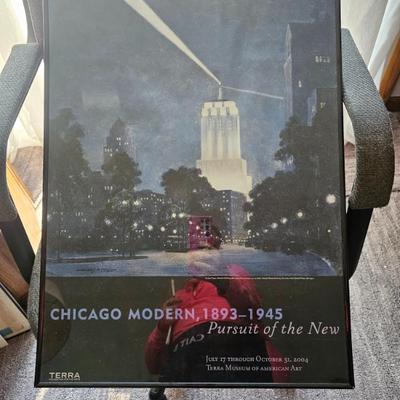 CHICAGO MODERN, 1893–1945
Pursuit of the New
July 17 through October 31, 2004
Terra Museum of American Art
TERRA